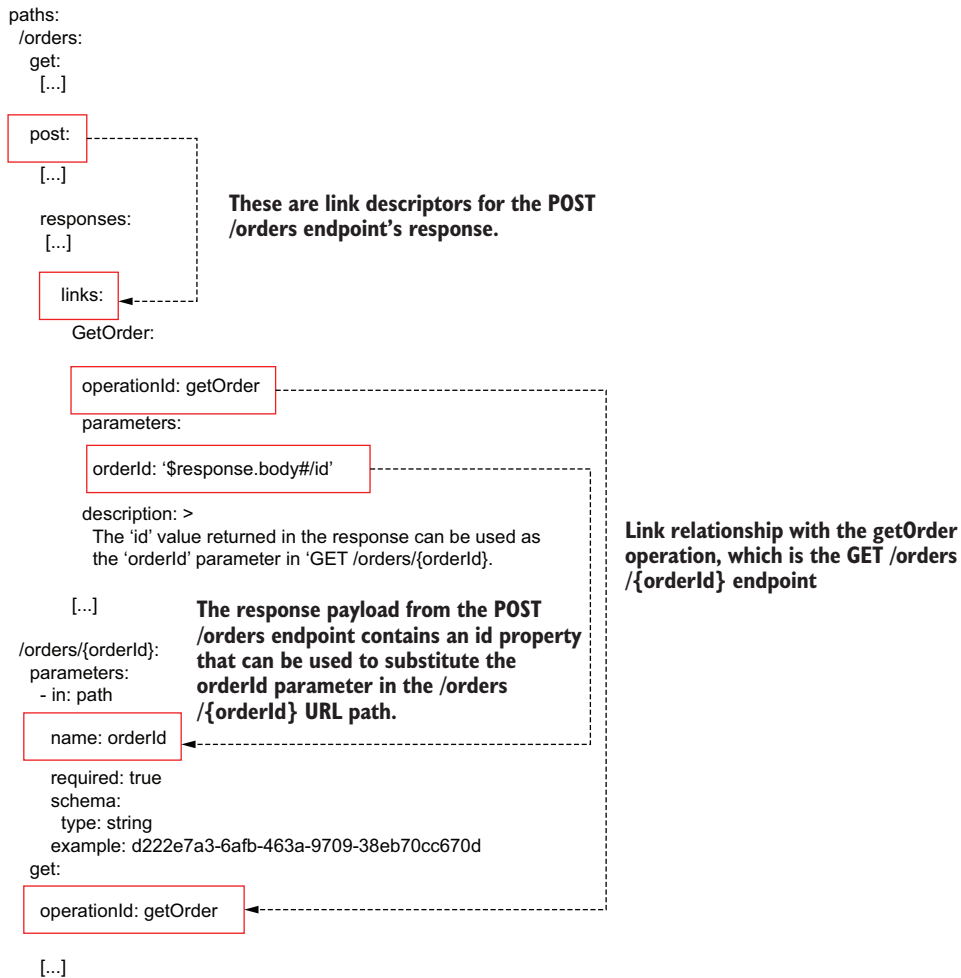 paths:
/orders:
get:
[...]
post:
[...]
These are link descriptors for the POST
/orders endpoint's response.
responses:
[...]
links:
GetOrder:
operationId: getOrder
parameters:
orderId: ‘$response.body#/id’
description: >
The ‘id’ value returned in the response can be used as
the ‘orderId’ parameter in ‘GET /orders/{orderId}.
Link relationship with the getOrder
operation, which is the GET /orders
/{orderId} endpoint
[...]
The response payload from the POST
/orders endpoint contains an id property
that can be used to substitute the
orderId parameter in the /orders
/{orderId} URL path.
/orders/{orderId}:
parameters:
- in: path
name: orderId
required: true
schema:
type: string
example: d222e7a3-6afb-463a-9709-38eb70cc670d
get:
operationId: getOrder
[...]